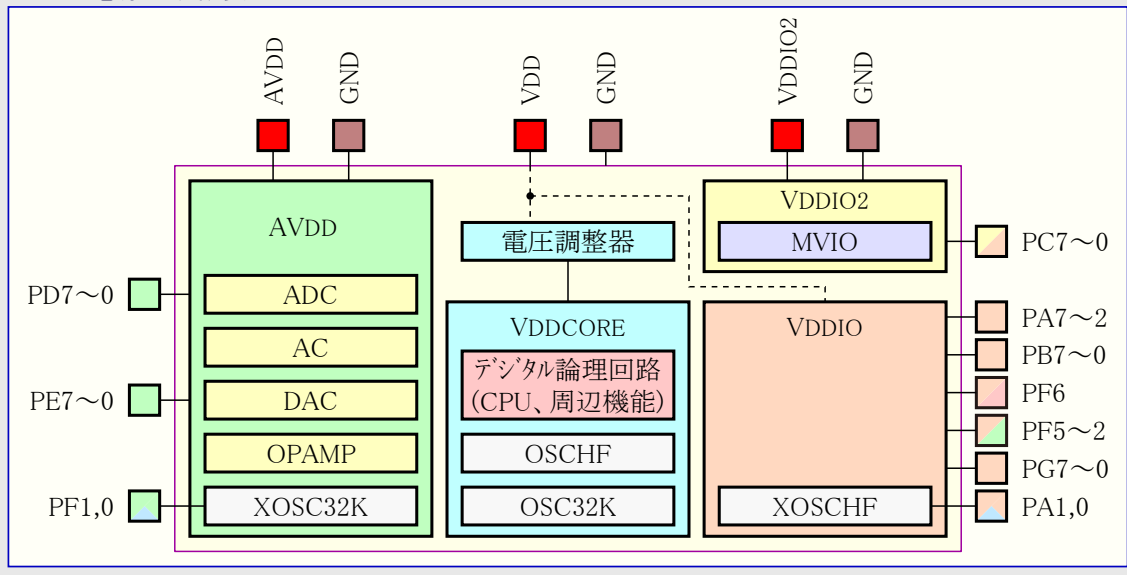 AVDD
GND
VDD
GND
VDDIO2
GND
AVDD
ADC
AC
DAC
OPAMP
XOSC32K
電圧調整器
VDDCORE
デジタル論理回路
(CPU、周辺機能)
OSCHF
OSC32K
VDDIO2
MVIO
VDDIO
XOSCHF
PD7～0
PE7～0
PF1,0
PC7～0
PA7～2
PB7～0
PF6
PF5～2
PG7～0
PA1,0